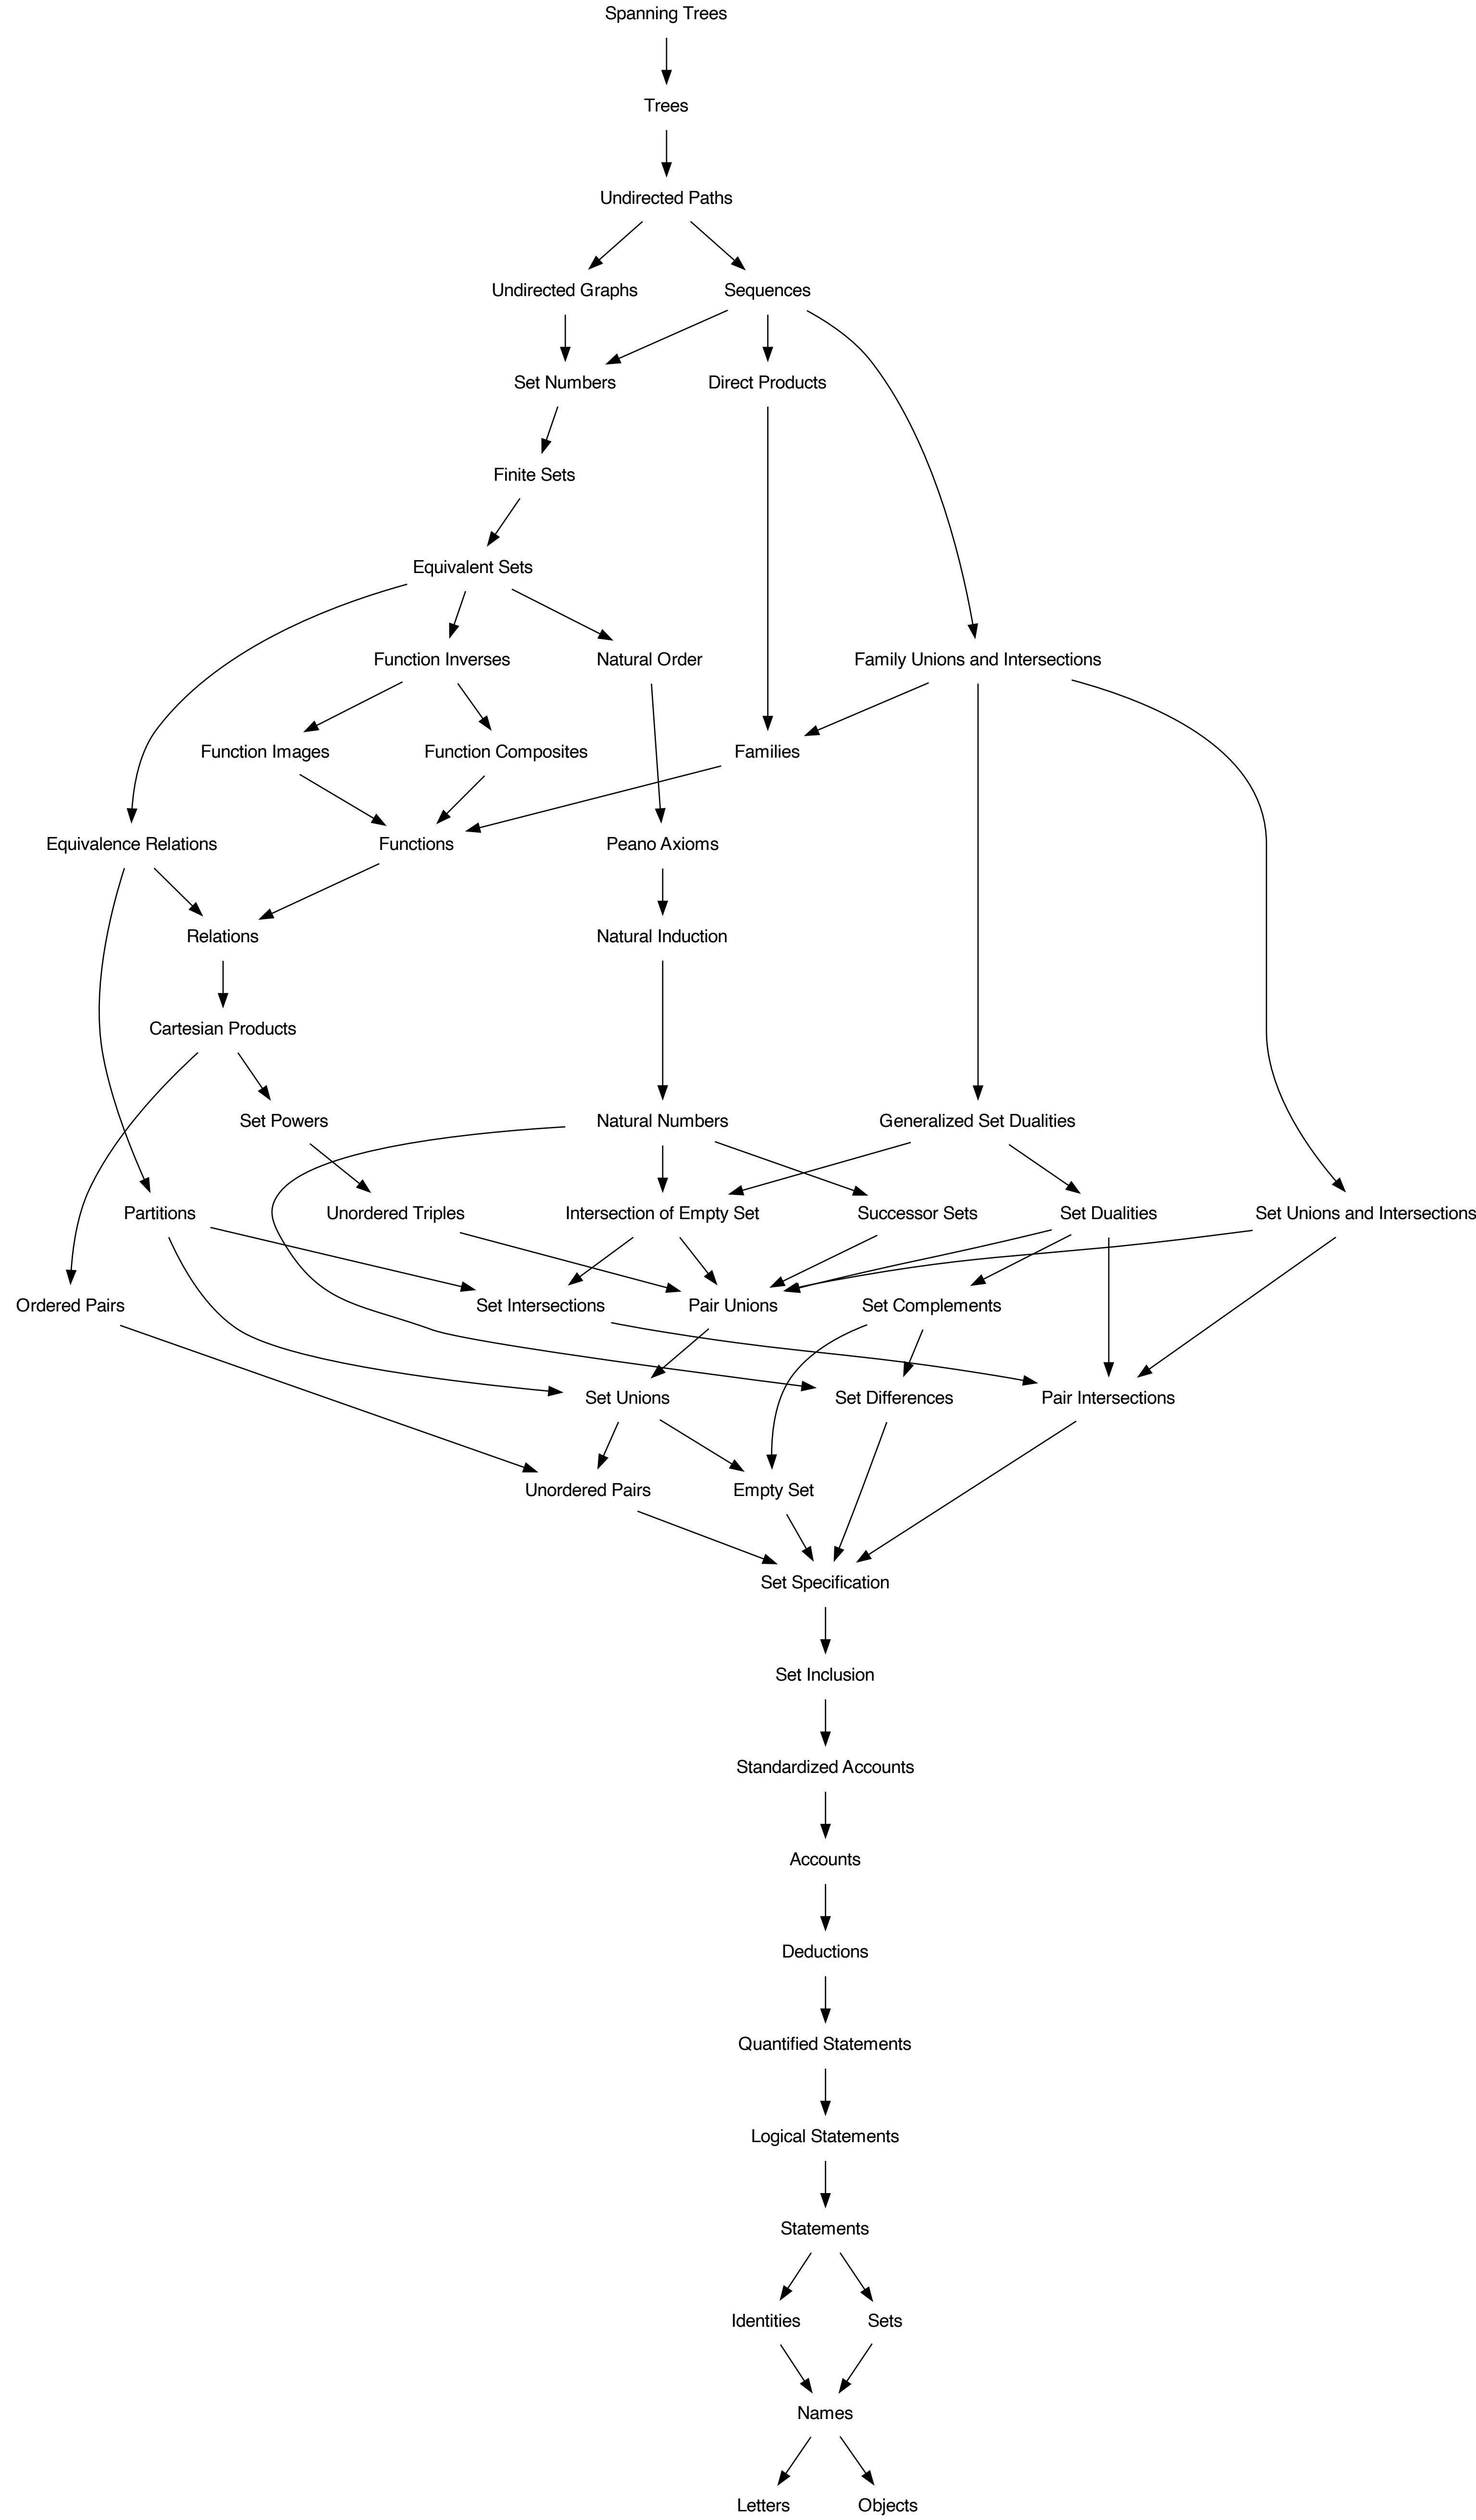 Spanning Trees
Trees
Undirected Paths
Undirected Graphs
Sequences
Set Numbers
Direct Products
Finite Sets
Equivalent Sets
Function Inverses
Natural Order
Family Unions and Intersections
Function Images
Function Composites
Families
Equivalence Relations
Functions
Peano Axioms
Relations
Natural Induction
Cartesian Products
Set Powers
Natural Numbers
Generalized Set Dualities
Partitions
Unordered Triples
Intersection of Empty Set
Successor Sets
Set Dualities
Set Unions and Intersections
Ordered Pairs
Set Intersections
Pair Unions
Set Complements
Set Unions
Set Differences
Pair Intersections
Unordered Pairs
Empty Set
Set Specification
Set Inclusion
Standardized Accounts
Accounts
Deductions
Quantified Statements
Logical Statements
Statements
Identities
Sets
Names
Letters
Objects